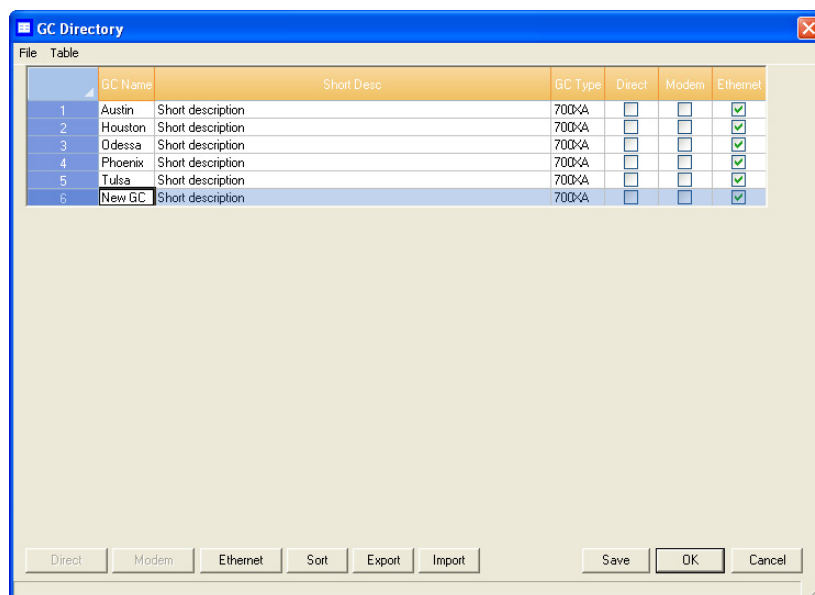 GC Directory
File Table
GC Name Short Desc GC Type Direct Modem Ethernet
1 Austin Short description 700XA
2 Houston Short description 700XA
3 Odessa Short description 700XA
4 Phoenix Short description 700XA
5 Tulsa Short description 700XA
6 New GC Short description 700XA
Direct Modem Ethernet Sort Export Import Save OK Cancel